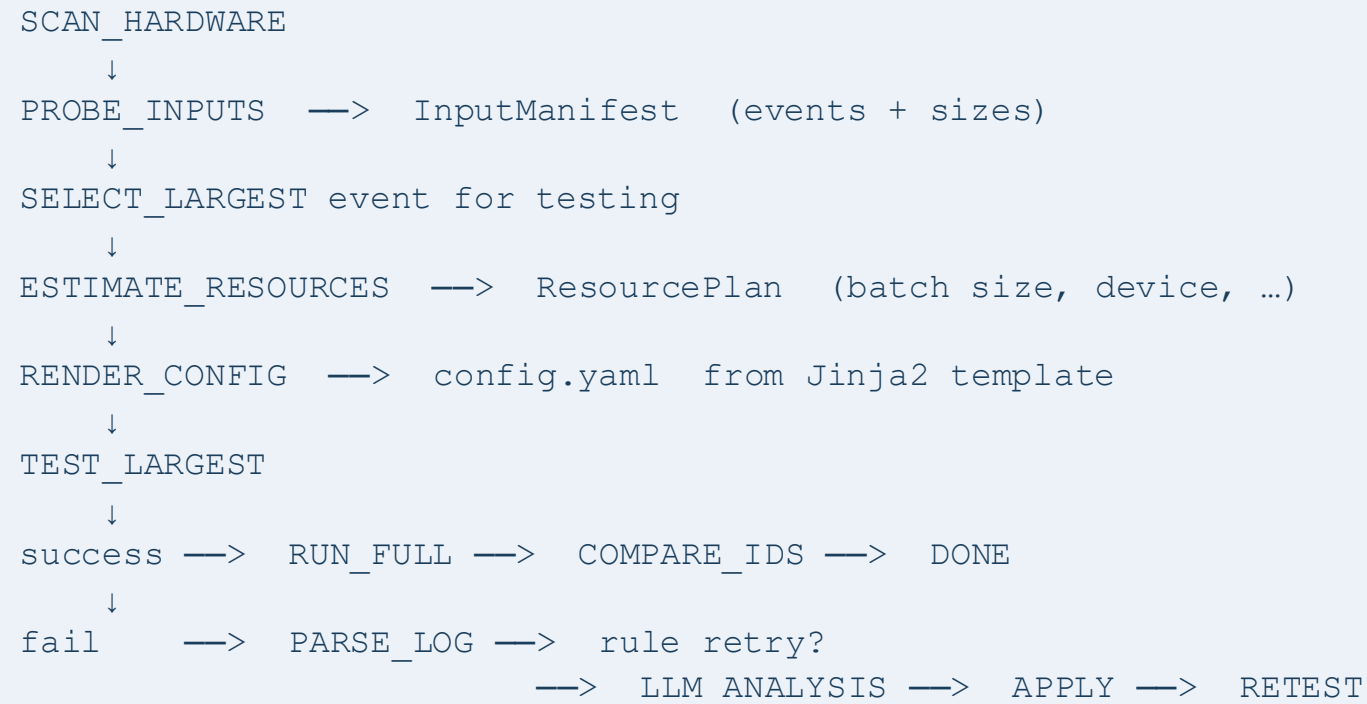 SCAN_HARDWARE
↓
PROBE_INPUTS ──> InputManifest (events + sizes)
↓
SELECT_LARGEST event for testing
↓
ESTIMATE_RESOURCES ──> ResourcePlan (batch size, device, …)
↓
RENDER_CONFIG ──> config.yaml from Jinja2 template
↓
TEST_LARGEST
↓
success ──> RUN_FULL ──> COMPARE_IDS ──> DONE
↓
fail ──> PARSE_LOG ──> rule retry?
──> LLM ANALYSIS ──> APPLY ──> RETEST